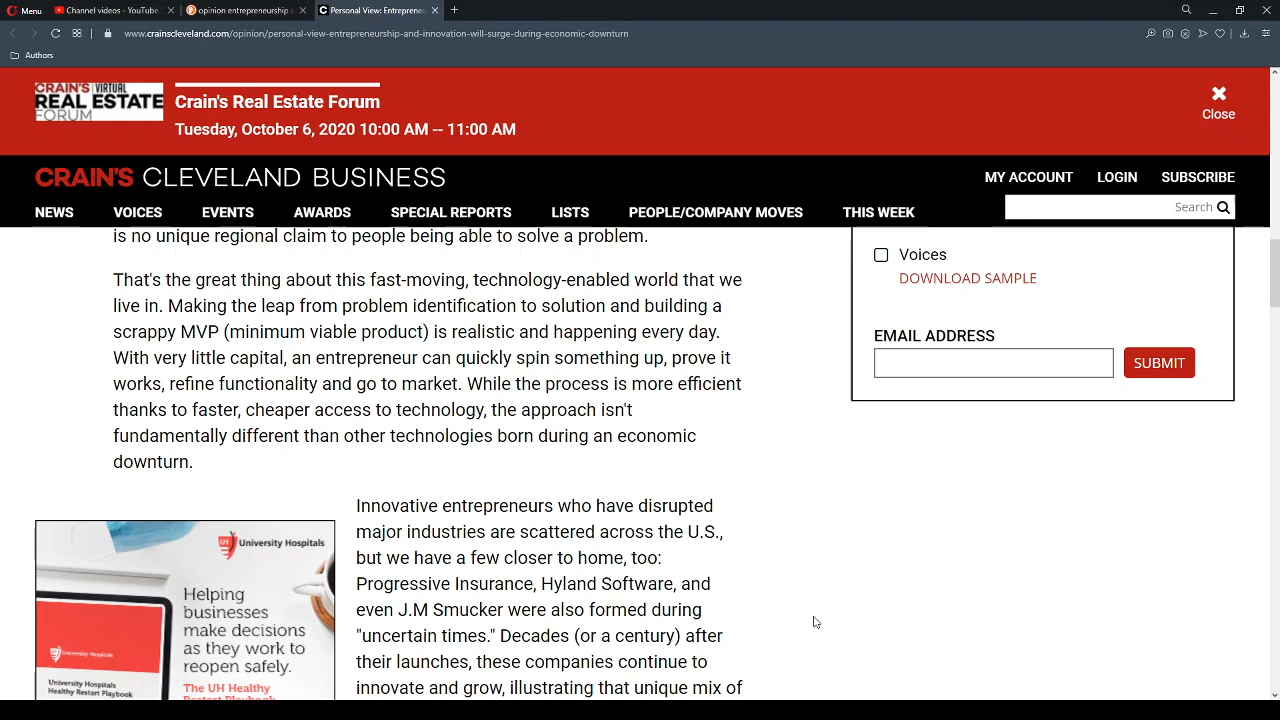 Menu
Channel videos - YouTube
opinion entrepreneurship a
Personal View: Entrepreneu
www.crainscleveland.com/opinion/personal-view-entrepreneurship-and-innovation-will-surge-during-economic-downturn
Authors
CRAIN'S VIRTUAL
REAL ESTATE
FORUM
Crain's Real Estate Forum
Tuesday, October 6, 2020 10:00 AM -- 11:00 AM
Close
CRAIN'S CLEVELAND BUSINESS
MY ACCOUNT LOGIN SUBSCRIBE
NEWS VOICES EVENTS AWARDS SPECIAL REPORTS LISTS PEOPLE/COMPANY MOVES THIS WEEK
Search
is no unique regional claim to people being able to solve a problem.
That's the great thing about this fast-moving, technology-enabled world that we
live in. Making the leap from problem identification to solution and building a
scrappy MVP (minimum viable product) is realistic and happening every day.
With very little capital, an entrepreneur can quickly spin something up, prove it
works, refine functionality and go to market. While the process is more efficient
thanks to faster, cheaper access to technology, the approach isn't
fundamentally different than other technologies born during an economic
downturn.
Voices
DOWNLOAD SAMPLE
EMAIL ADDRESS
SUBMIT
Innovative entrepreneurs who have disrupted
major industries are scattered across the U.S.,
but we have a few closer to home, too:
Progressive Insurance, Hyland Software, and
even J.M Smucker were also formed during
"uncertain times." Decades (or a century) after
their launches, these companies continue to
innovate and grow, illustrating that unique mix of
University Hospitals
Helping
businesses
make decisions
as they work to
reopen safely.
The UH Healthy
Restart Playbook
University Hospitals
University Hospitals
Healthy Restart Playbook